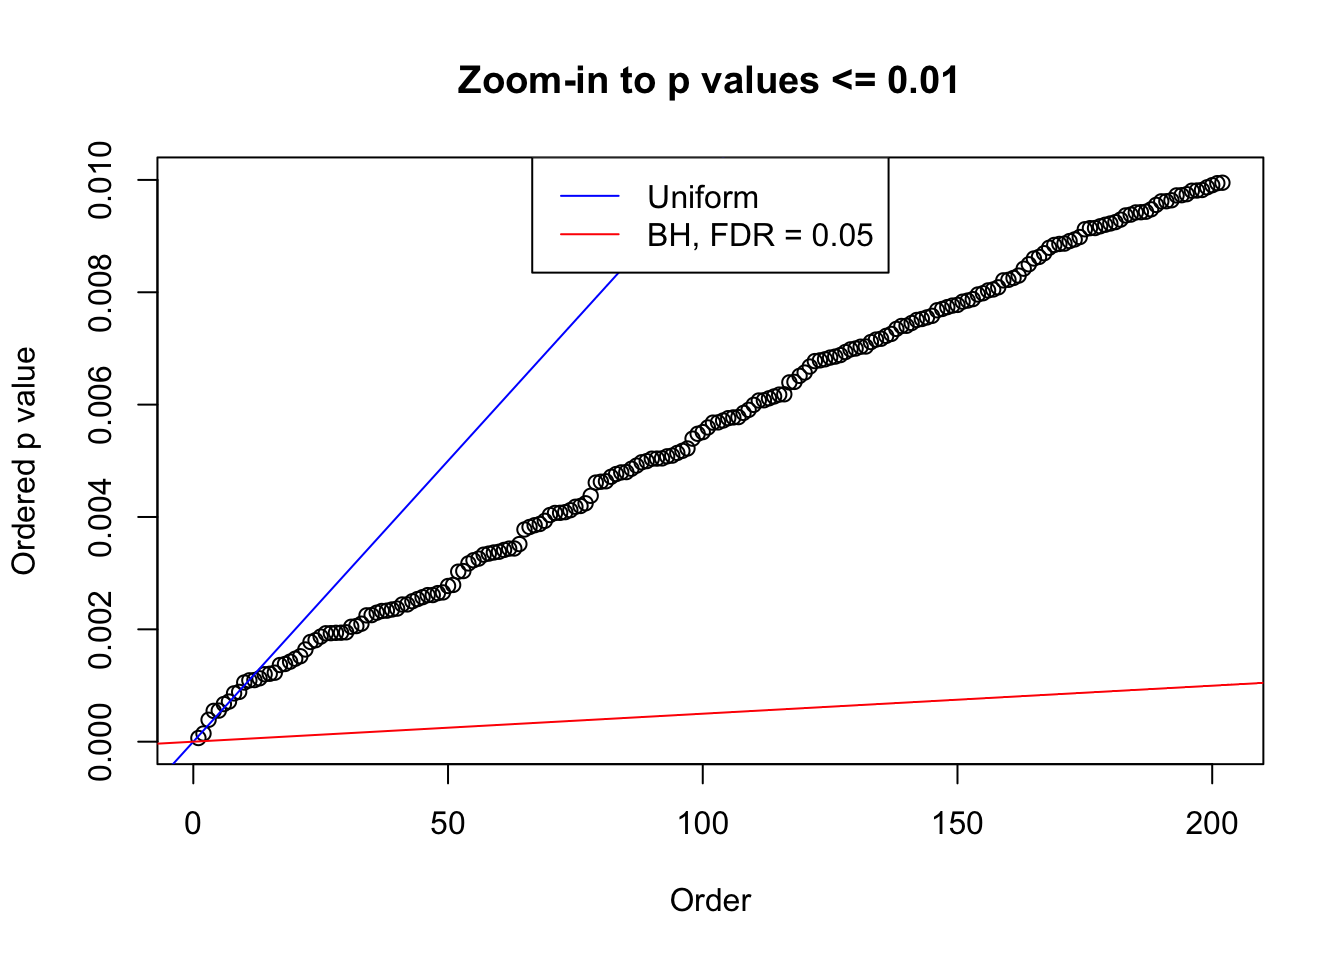 Zoom-in to p values <= 0.01
Uniform
BH, FDR = 0.05
Ordered p value
0.010
0.008
0.006
0.004
0.002
0.000
0 50 100 150 200
Order